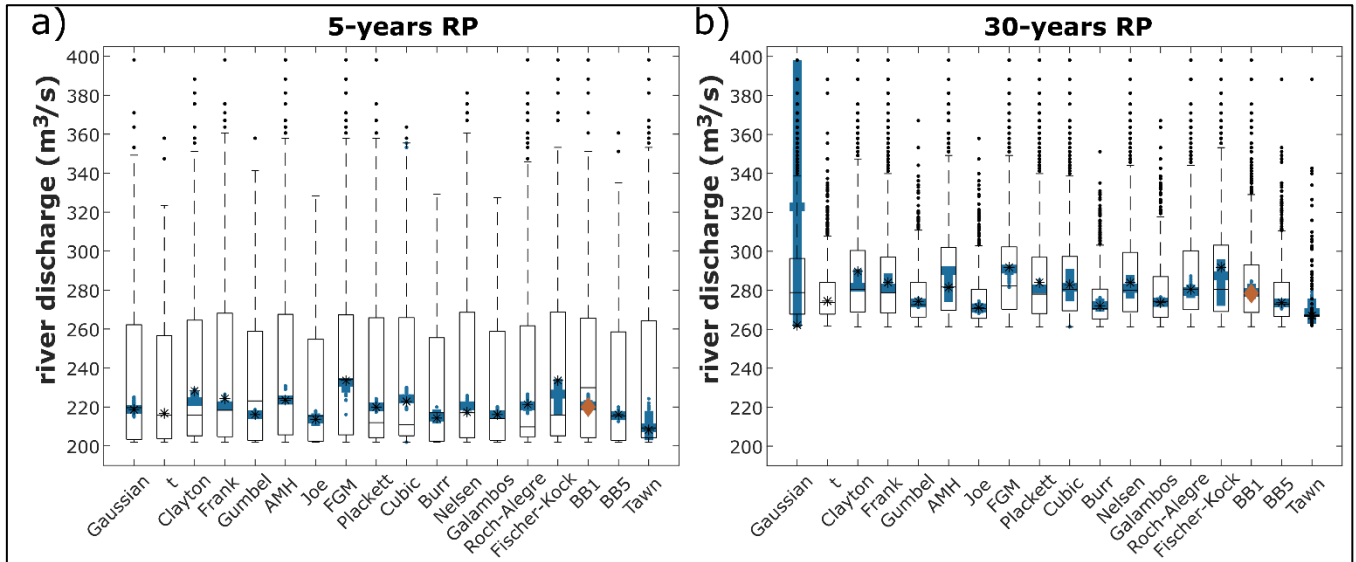 a)
5-years RP
river discharge (m³/s)
400
380
360
340
320
300
280
260
240
220
200
Gaussian
t
Clayton
Frank
Gumbel
AMH
Joe
FGM
Plackett
Cubic
Burr
Nelsen
Galambos
Roch-Alegre
Fischer-Kock
BB1
BB5
Tawn
b)
30-years RP
river discharge (m³/s)
400
380
360
340
320
300
280
260
240
220
200
Gaussian
t
Clayton
Frank
Gumbel
AMH
Joe
FGM
Plackett
Cubic
Burr
Nelsen
Galambos
Roch-Alegre
Fischer-Kock
BB1
BB5
Tawn